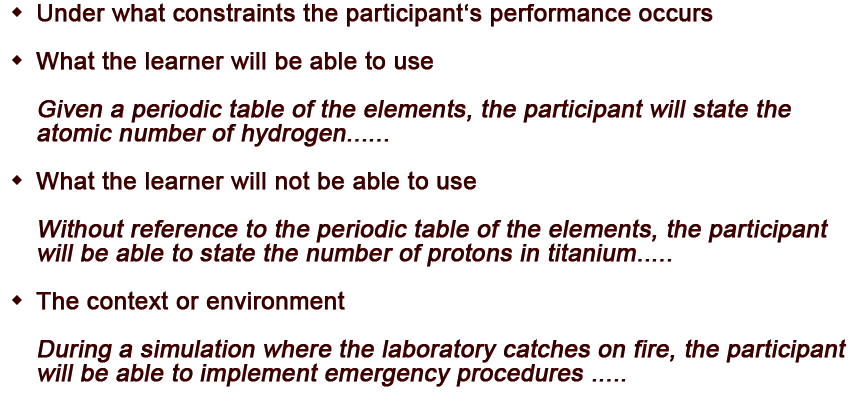 ◆ Under what constraints the participant‘s performance occurs
◆ What the learner will be able to use
Given a periodic table of the elements, the participant will state the
atomic number of hydrogen......
◆ What the learner will not be able to use
Without reference to the periodic table of the elements, the participant
will be able to state the number of protons in titanium.....
◆ The context or environment
During a simulation where the laboratory catches on fire, the participant
will be able to implement emergency procedures .....